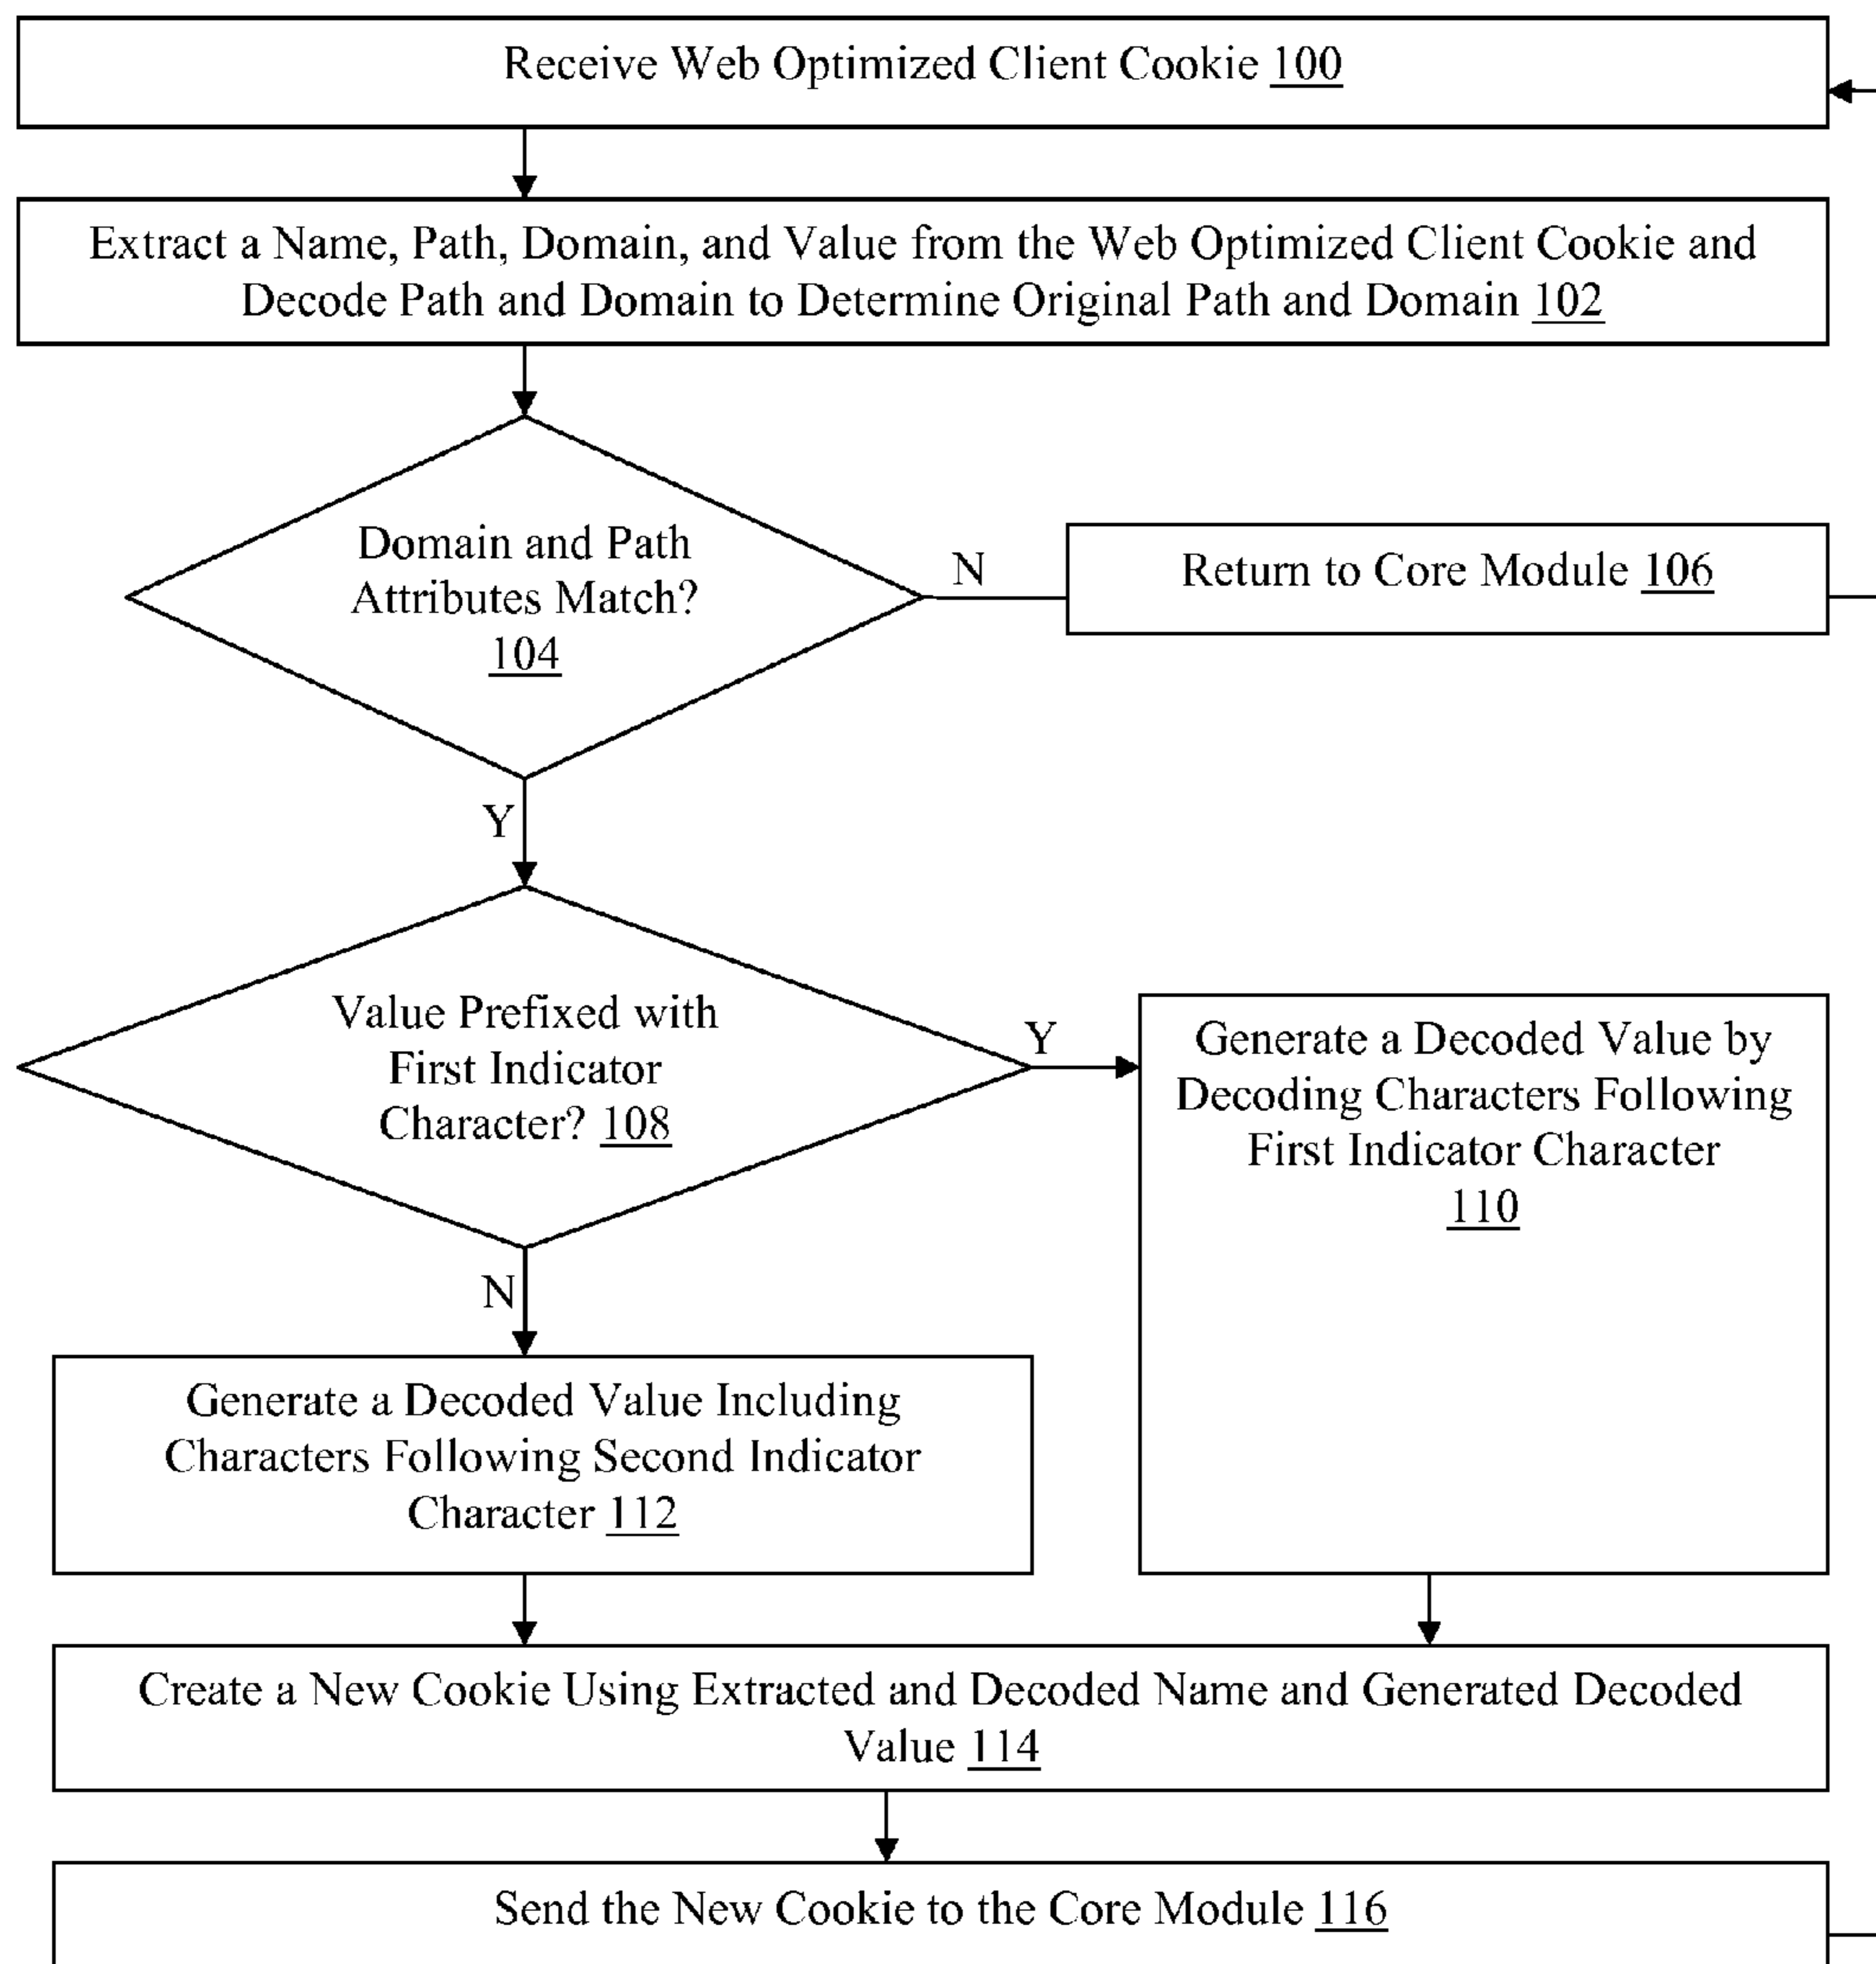 Receive Web Optimized Client Cookie 100
Extract a Name, Path, Domain, and Value from the Web Optimized Client Cookie and
Decode Path and Domain to Determine Original Path and Domain 102
Domain and Path
Attributes Match?
104
N
Return to Core Module 106
Y
Value Prefixed with
First Indicator
Character? 108
Y
Generate a Decoded Value by
Decoding Characters Following
First Indicator Character
110
N
Generate a Decoded Value Including
Characters Following Second Indicator
Character 112
Create a New Cookie Using Extracted and Decoded Name and Generated Decoded
Value 114
Send the New Cookie to the Core Module 116